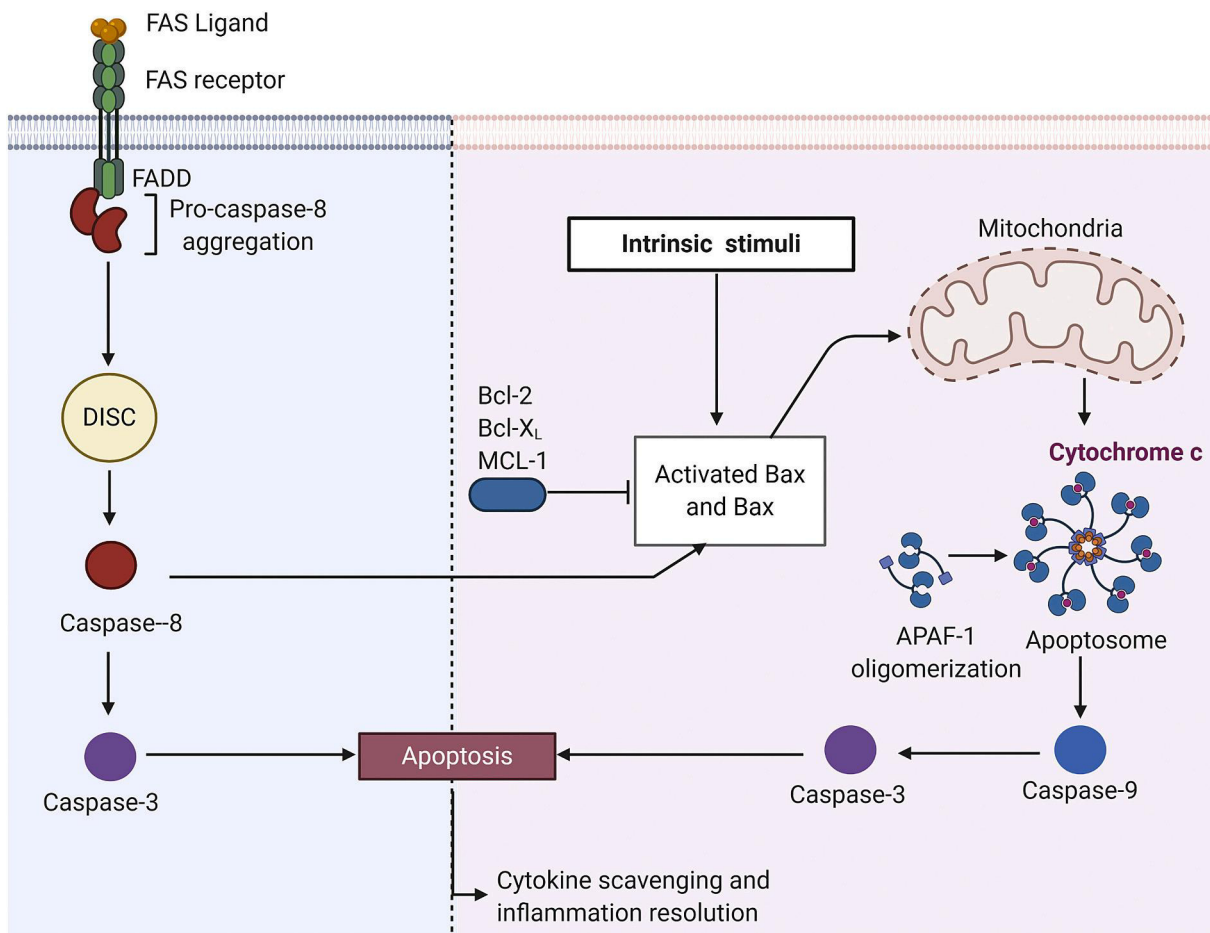 FAS Ligand
FAS receptor
FADD
Pro-caspase-8
aggregation
DISC
Caspase--8
Caspase-3
Intrinsic stimuli
Mitochondria
Bcl-2
Bcl-XL
MCL-1
Activated Bax
and Bax
Cytochrome c
APAF-1
oligomerization
Apoptosome
Apoptosis
Caspase-3
Caspase-9
Cytokine scavenging and
inflammation resolution